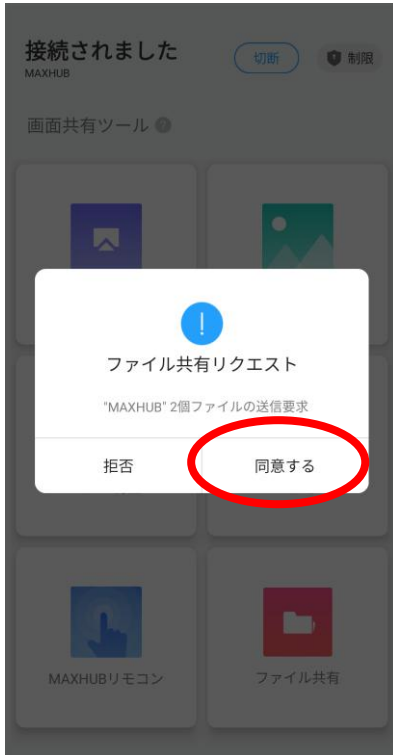 接続されました
MAXHUB
切断
制限
画面共有ツール
ファイル共有リクエスト
"MAXHUB" 2個ファイルの送信要求
拒否
同意する
MAXHUBリモコン
ファイル共有